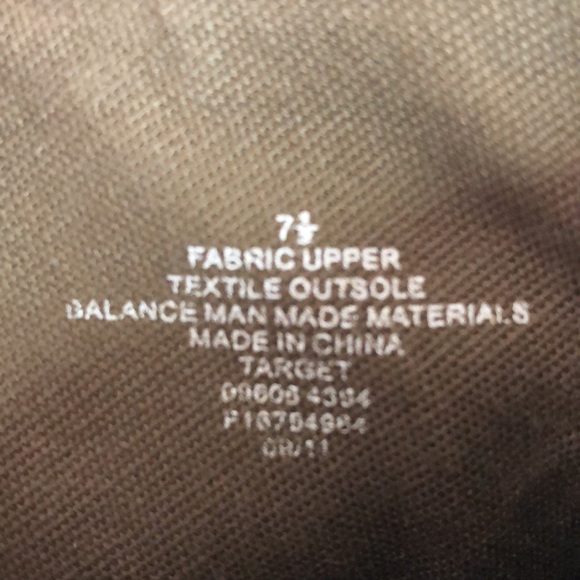 7½
FABRIC UPPER
TEXTILE OUTSOLE
BALANCE MAN MADE MATERIALS
MADE IN CHINA
TARGET